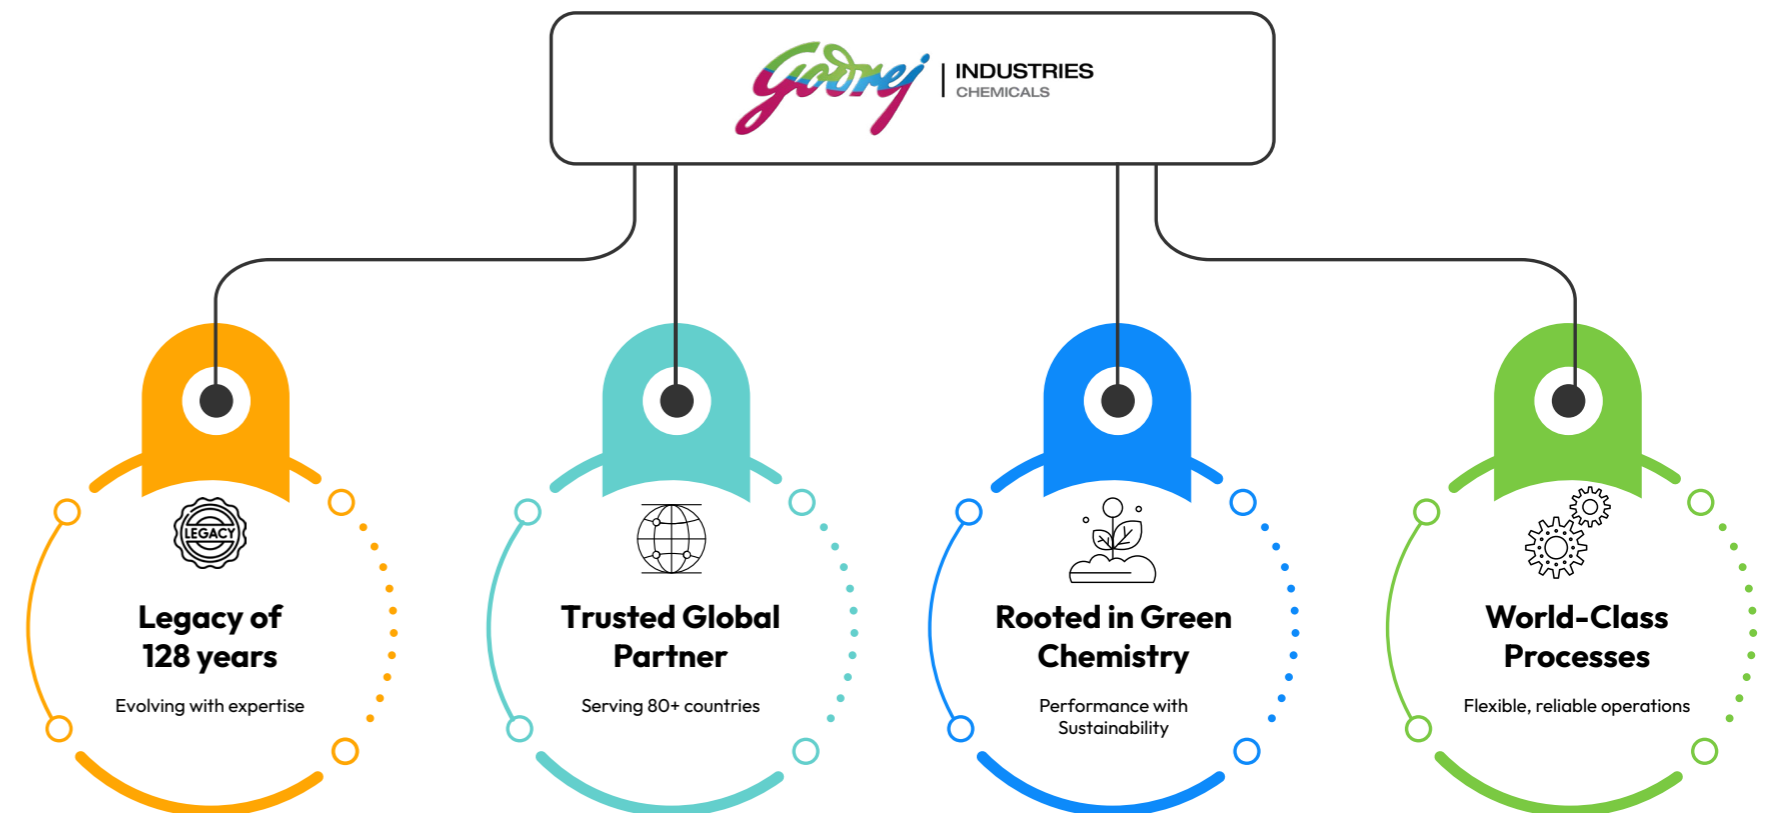 Godrej
INDUSTRIES
CHEMICALS
LEGACY
Legacy of
128 years
Evolving with expertise
Trusted Global
Partner
Serving 80+ countries
Rooted in Green
Chemistry
Performance with
Sustainability
World-Class
Processes
Flexible, reliable operations